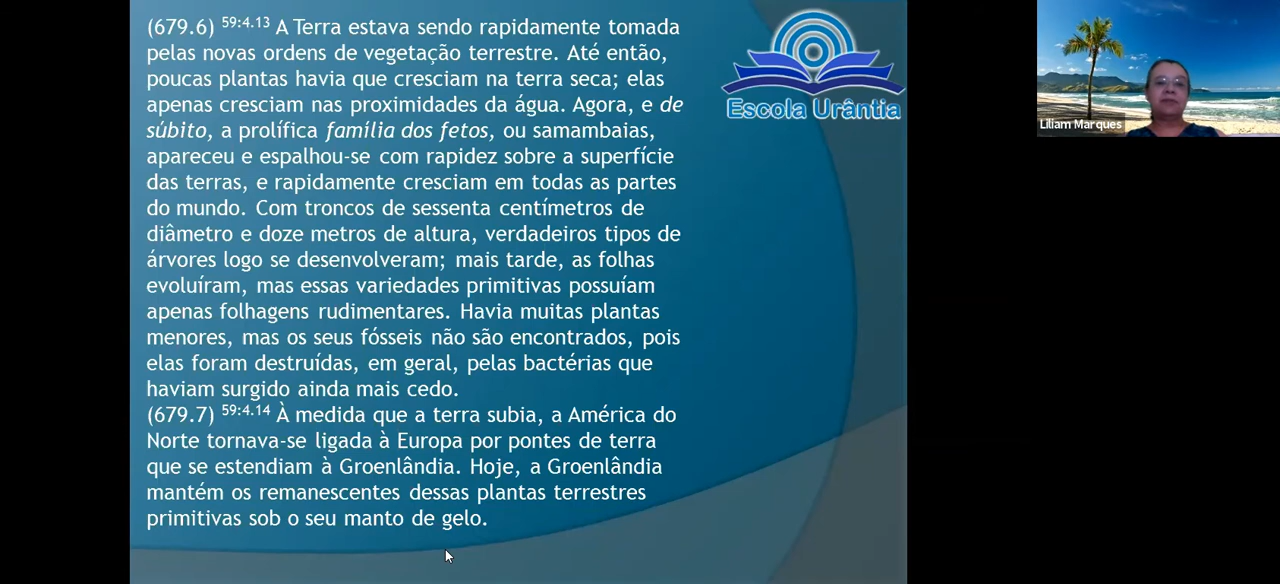 (679.6) 59:4.13 A Terra estava sendo rapidamente tomada
pelas novas ordens de vegetação terrestre. Até então,
poucas plantas havia que cresciam na terra seca; elas
apenas cresciam nas proximidades da água. Agora, e de
súbito, a prolífica família dos fetos, ou samambaias,
apareceu e espalhou-se com rapidez sobre a superfície
das terras, e rapidamente cresciam em todas as partes
do mundo. Com troncos de sessenta centímetros de
diâmetro e doze metros de altura, verdadeiros tipos de
árvores logo se desenvolveram; mais tarde, as folhas
evoluíram, mas essas variedades primitivas possuíam
apenas folhagens rudimentares. Havia muitas plantas
menores, mas os seus fósseis não são encontrados, pois
elas foram destruídas, em geral, pelas bactérias que
haviam surgido ainda mais cedo.
(679.7) 59:4.14 À medida que a terra subia, a América do
Norte tornava-se ligada à Europa por pontes de terra
que se estendiam à Groenlândia. Hoje, a Groenlândia
mantém os remanescentes dessas plantas terrestres
primitivas sob o seu manto de gelo.
Escola Urântia
Liliam Marques